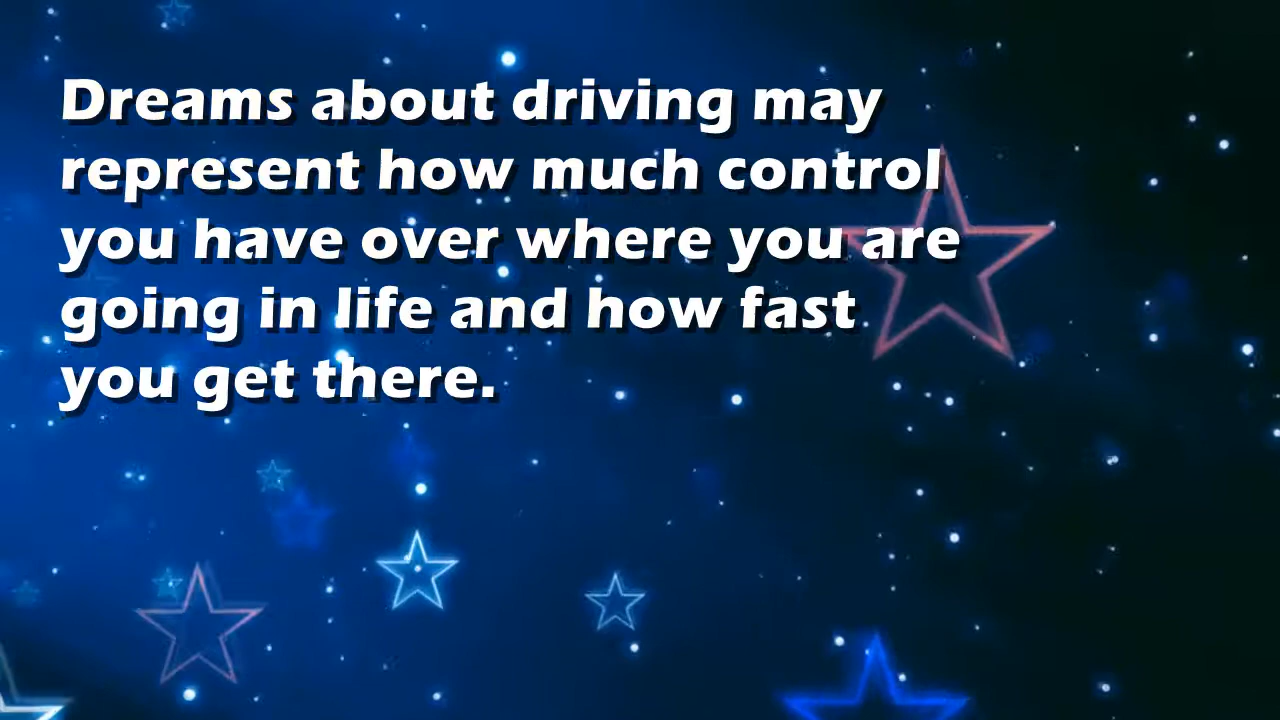 Dreams about driving may
represent how much control
you have over where you are
going in life and how fast
you get there.